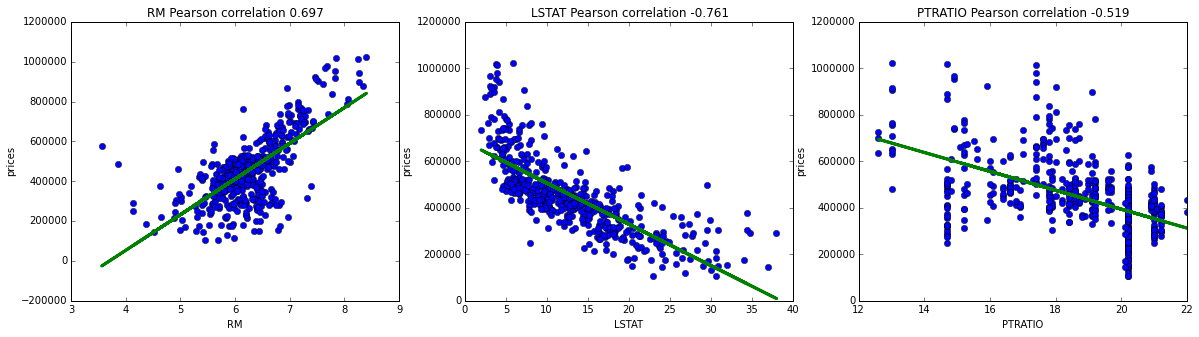 RM Pearson correlation 0.697
1200000
1000000
800000
600000
400000
200000
0
−200000
prices
3 4 5 6 7 8 9
RM
LSTAT Pearson correlation -0.761
1200000
1000000
800000
600000
400000
200000
0
prices
0 5 10 15 20 25 30 35 40
LSTAT
PTRATIO Pearson correlation -0.519
1200000
1000000
800000
600000
400000
200000
0
prices
12 14 16 18 20 22
PTRATIO